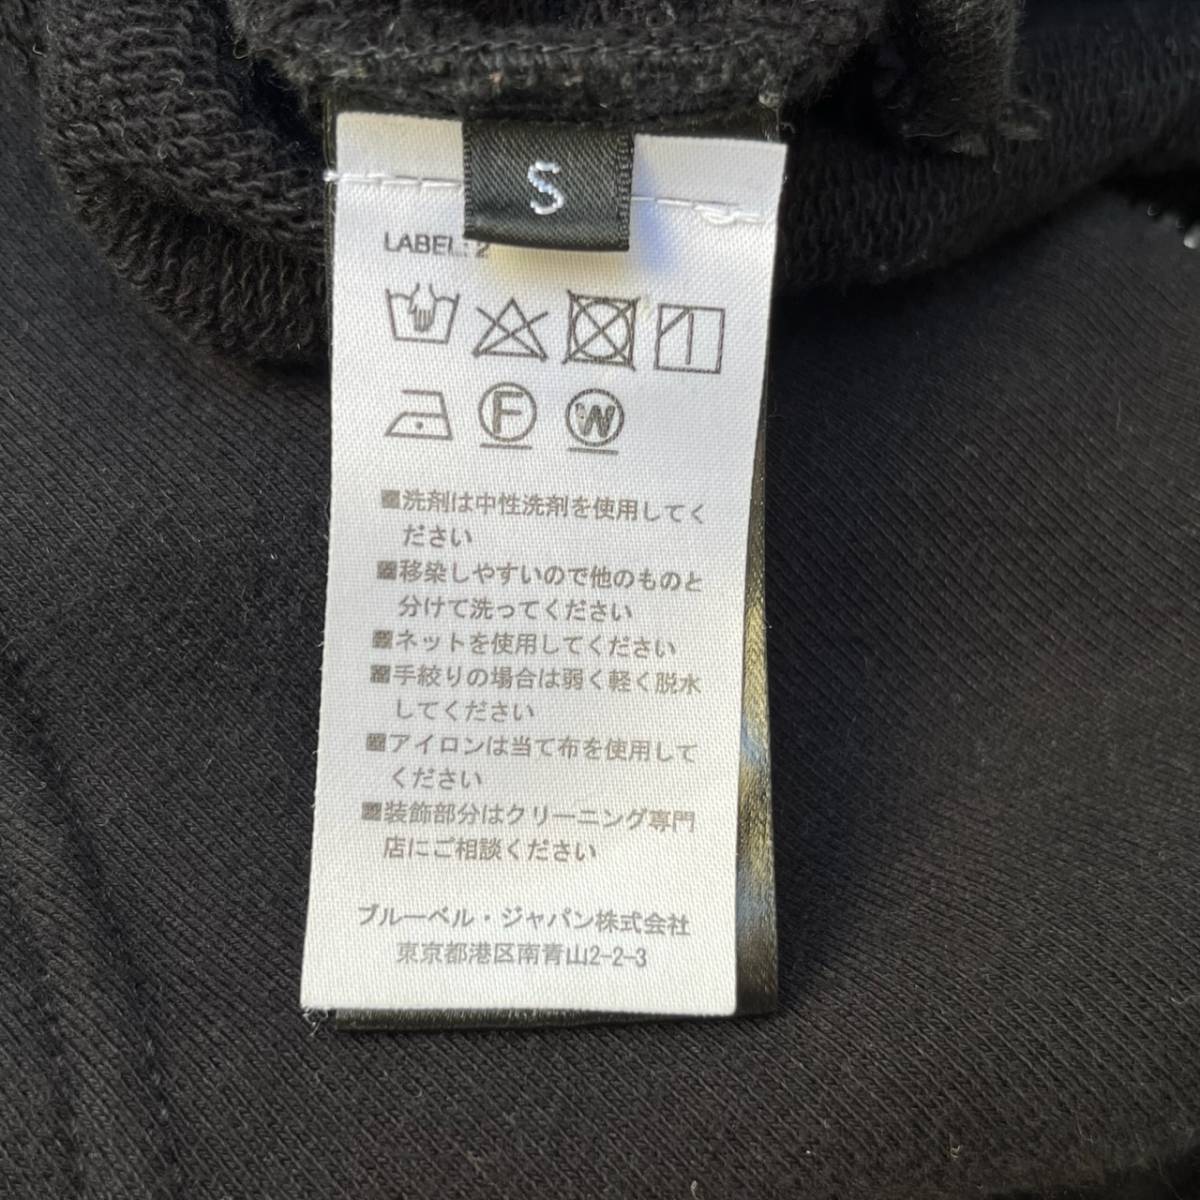 S
LABEL: 2
F W
■洗剤は中性洗剤を使用してく
ださい
■移染しやすいので他のものと
分けて洗ってください
■ネットを使用してください
■手絞りの場合は弱く軽く脱水
してください
■アイロンは当て布を使用して
ください
■装飾部分はクリーニング専門
店にご相談ください
ブルーベル・ジャパン株式会社
東京都港区南青山2-2-3